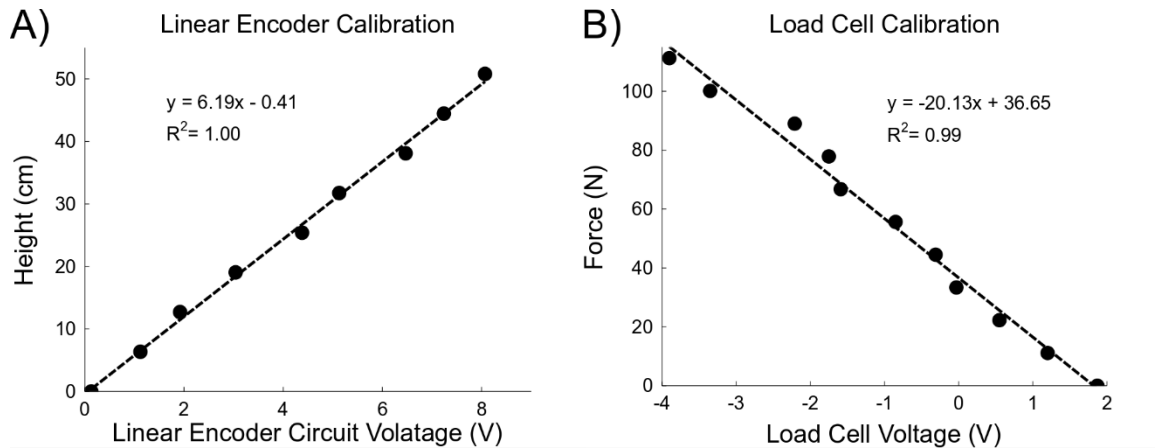 A)
Linear Encoder Calibration
y = 6.19x - 0.41
R²= 1.00
Height (cm)
50
40
30
20
10
0
0 2 4 6 8
Linear Encoder Circuit Volatage (V)
B)
Load Cell Calibration
y = -20.13x + 36.65
R²= 0.99
Force (N)
100
80
60
40
20
0
-4 -3 -2 -1 0 1 2
Load Cell Voltage (V)